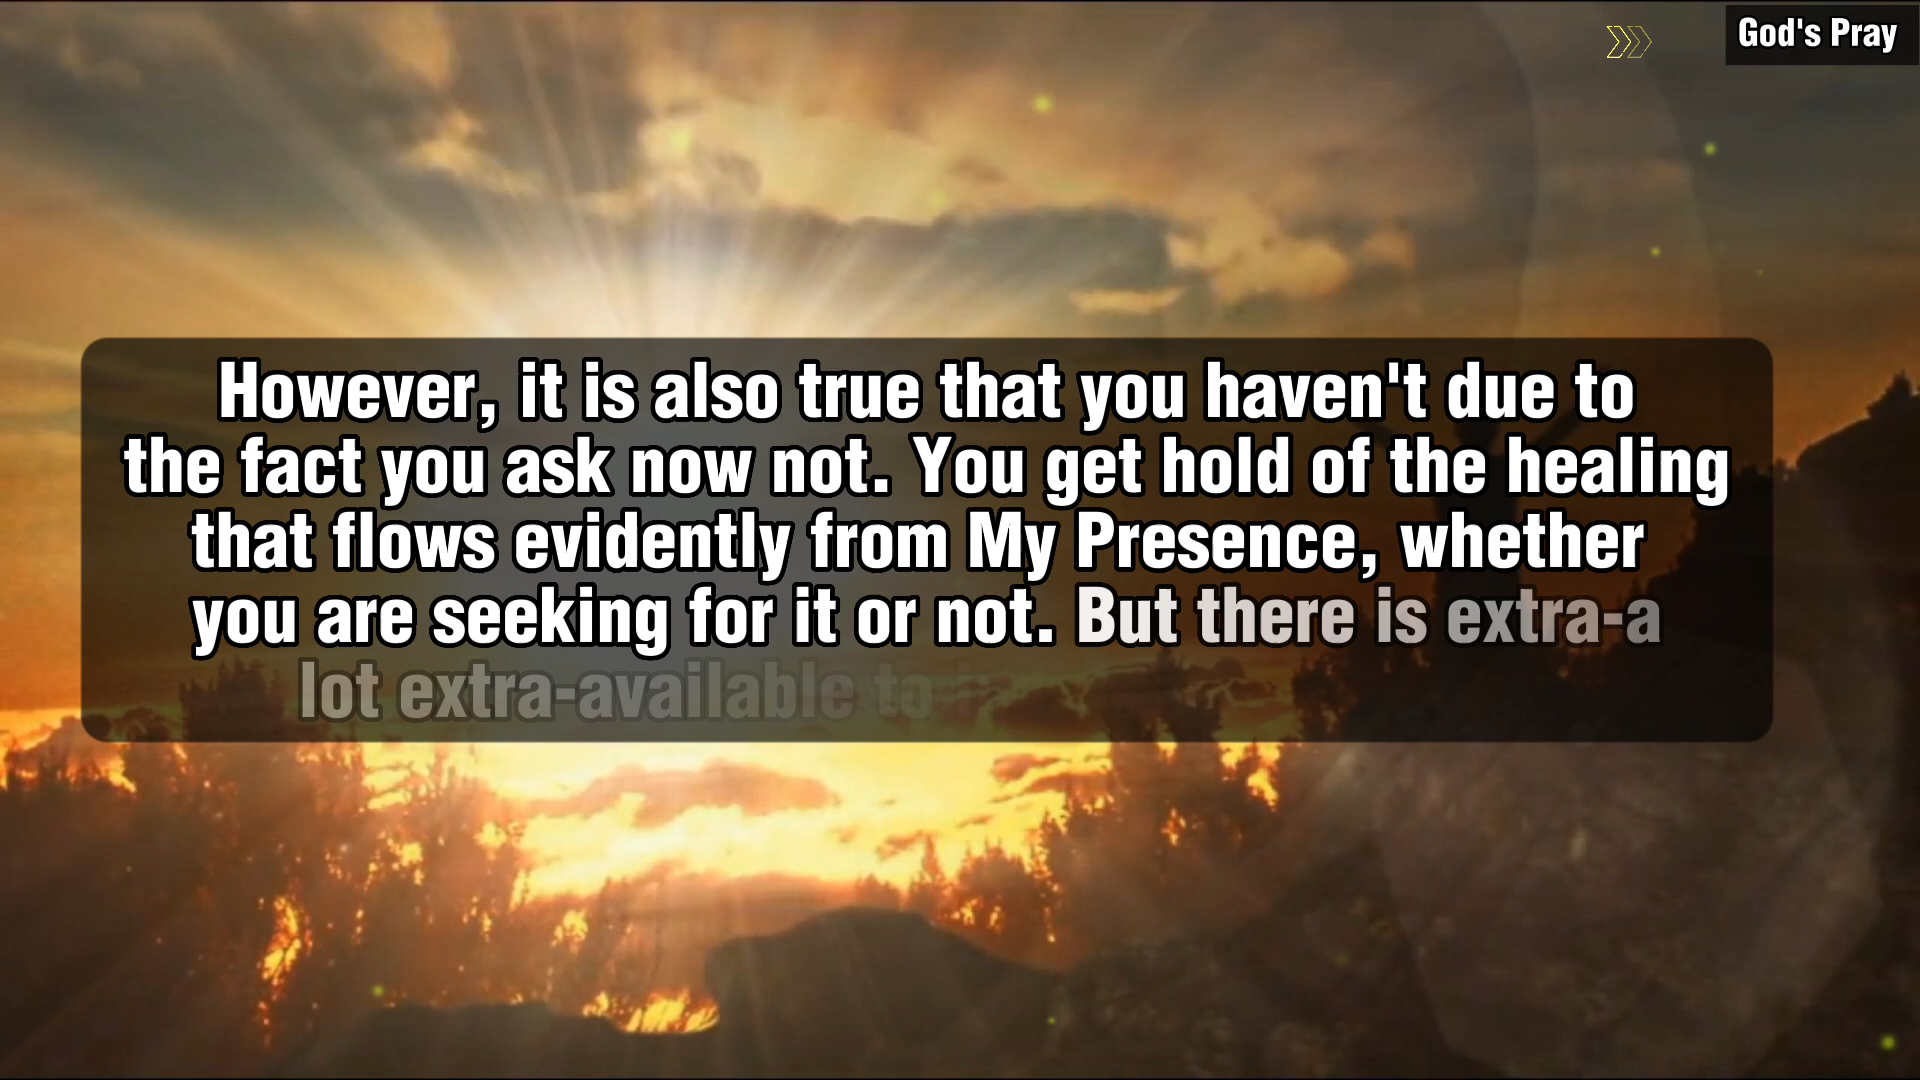 God's Pray
However, it is also true that you haven't due to
the fact you ask now not. You get hold of the healing
that flows evidently from My Presence, whether
you are seeking for it or not. But there is extra-a
lot extra-available to